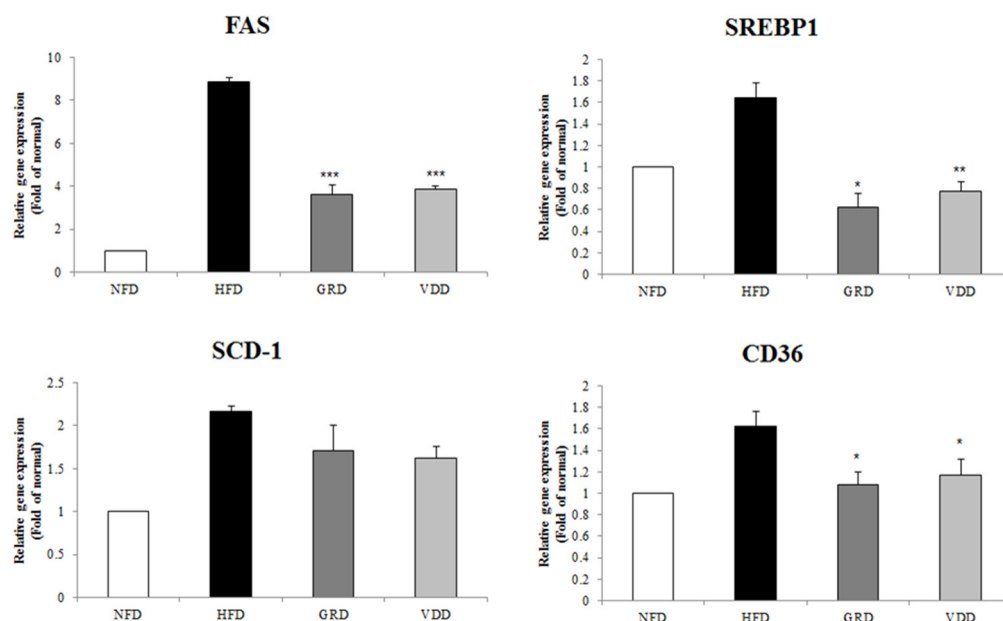 FAS
Relative gene expression
(Fold of normal)
10
8
6
4
2
0
***
***
NFD HFD GRD VDD
SREBP1
Relative gene expression
(Fold of normal)
2
1.8
1.6
1.4
1.2
1
0.8
0.6
0.4
0.2
0
*
**
NFD HFD GRD VDD
SCD-1
Relative gene expression
(Fold of normal)
2.5
2
1.5
1
0.5
0
NFD HFD GRD VDD
CD36
Relative gene expression
(Fold of normal)
2
1.8
1.6
1.4
1.2
1
0.8
0.6
0.4
0.2
0
*
*
NFD HFD GRD VDD